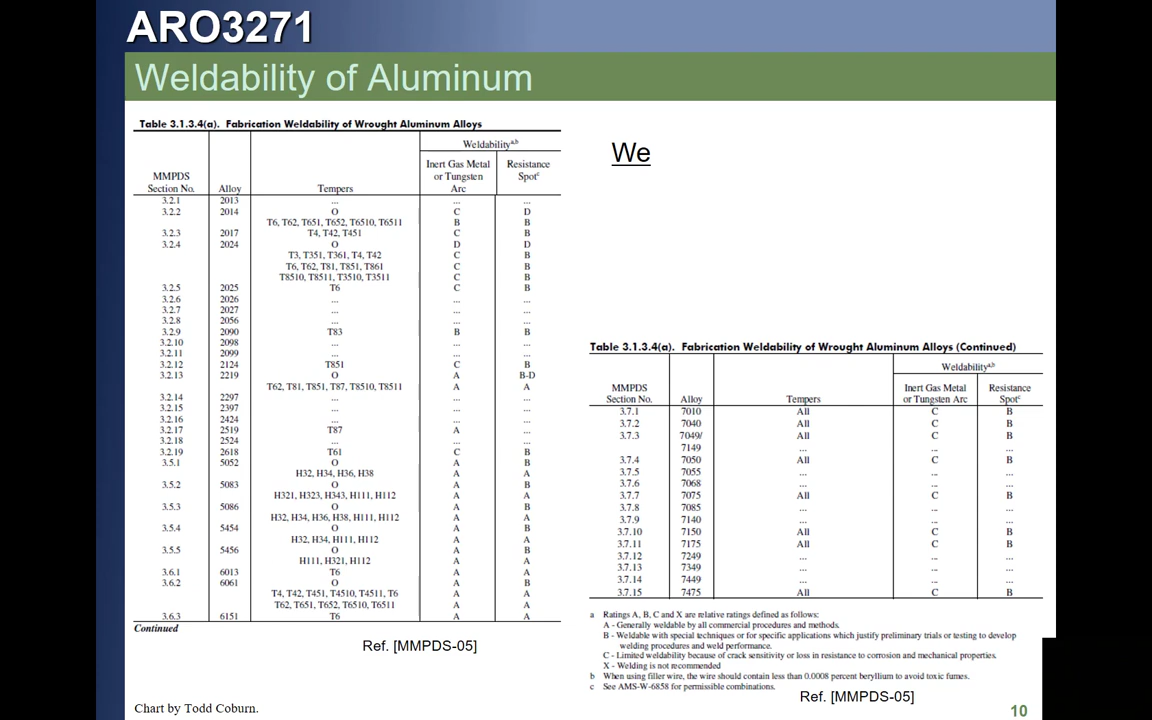 ARO3271
Weldability of Aluminum
Table 3.1.3.4(a). Fabrication Weldability of Wrought Aluminum Alloys
Weldabilityᵃ,ᵇ
MMPDS Section No. Alloy Tempers Inert Gas Metal or Tungsten Arc Resistance Spotᶜ
3.2.1 2013 ... ... ...
3.2.2 2014 O C D
T6, T62, T651, T652, T6510, T6511 B B
3.2.3 2017 T4, T42, T451 C B
3.2.4 2024 O D D
T3, T351, T361, T4, T42 C B
T6, T62, T81, T851, T861 C B
T8510, T8511, T3510, T3511 C B
3.2.5 2025 T6 C B
3.2.6 2026 ... ... ...
3.2.7 2027 ... ... ...
3.2.8 2056 ... ... ...
3.2.9 2090 T83 B B
3.2.10 2098 ... ... ...
3.2.11 2099 ... ... ...
3.2.12 2124 T851 C B
3.2.13 2219 O A B-D
T62, T81, T851, T87, T8510, T8511 A A
3.2.14 2297 ... ... ...
3.2.15 2397 ... ... ...
3.2.16 2424 ... ... ...
3.2.17 2519 T87 A ...
3.2.18 2524 ... ... ...
3.2.19 2618 T61 C B
3.5.1 5052 O A B
H32, H34, H36, H38 A A
3.5.2 5083 O A B
H321, H323, H343, H111, H112 A A
3.5.3 5086 O A B
H32, H34, H36, H38, H111, H112 A A
3.5.4 5454 O A B
H32, H34, H111, H112 A A
3.5.5 5456 O A B
H111, H321, H112 A A
3.6.1 6013 T6 A A
3.6.2 6061 O A B
T4, T42, T451, T4510, T4511, T6 A A
T62, T651, T652, T6510, T6511 A A
3.6.3 6151 T6 A A
Continued
Ref. [MMPDS-05]
Chart by Todd Coburn.
We
Table 3.1.3.4(a). Fabrication Weldability of Wrought Aluminum Alloys (Continued)
Weldabilityᵃ,ᵇ
MMPDS Section No. Alloy Tempers Inert Gas Metal or Tungsten Arc Resistance Spotᶜ
3.7.1 7010 All C B
3.7.2 7040 All C B
3.7.3 7049/ All C B
7149 ... ... ...
3.7.4 7050 All C B
3.7.5 7055 ... ... ...
3.7.6 7068 ... ... ...
3.7.7 7075 All C B
3.7.8 7085 ... ... ...
3.7.9 7140 ... ... ...
3.7.10 7150 All C B
3.7.11 7175 All C B
3.7.12 7249 ... ... ...
3.7.13 7349 ... ... ...
3.7.14 7449 ... ... ...
3.7.15 7475 All C B
a Ratings A, B, C and X are relative ratings defined as follows:
A - Generally weldable by all commercial procedures and methods.
B - Weldable with special techniques or for specific applications which justify preliminary trials or testing to develop
welding procedures and weld performance.
C - Limited weldability because of crack sensitivity or loss in resistance to corrosion and mechanical properties.
X - Welding is not recommended
b When using filler wire, the wire should contain less than 0.0008 percent beryllium to avoid toxic fumes.
c See AMS-W-6858 for permissible combinations.
Ref. [MMPDS-05]
10